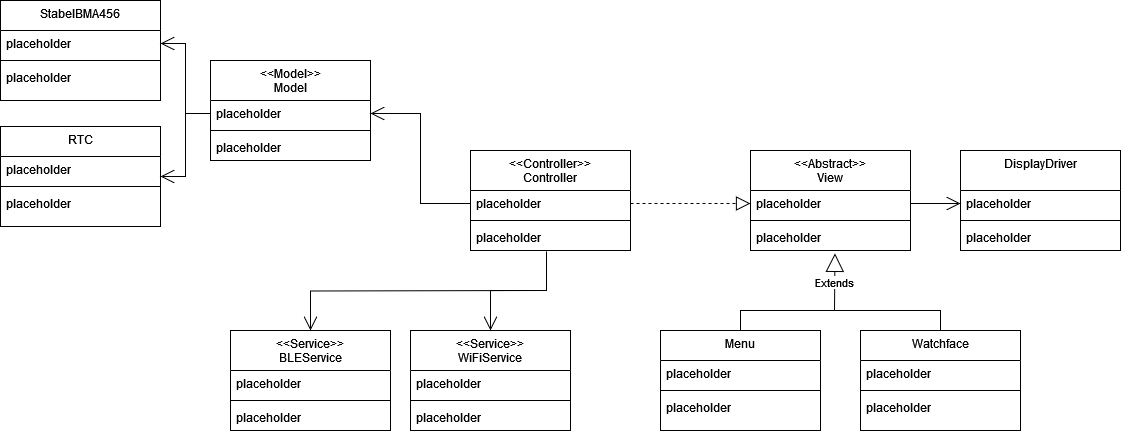 StabelBMA456
placeholder
placeholder
RTC
placeholder
placeholder
<<Model>>
Model
placeholder
placeholder
<<Controller>>
Controller
placeholder
placeholder
<<Abstract>>
View
placeholder
placeholder
DisplayDriver
placeholder
placeholder
Extends
<<Service>>
BLEService
placeholder
placeholder
<<Service>>
WiFiService
placeholder
placeholder
Menu
placeholder
placeholder
Watchface
placeholder
placeholder